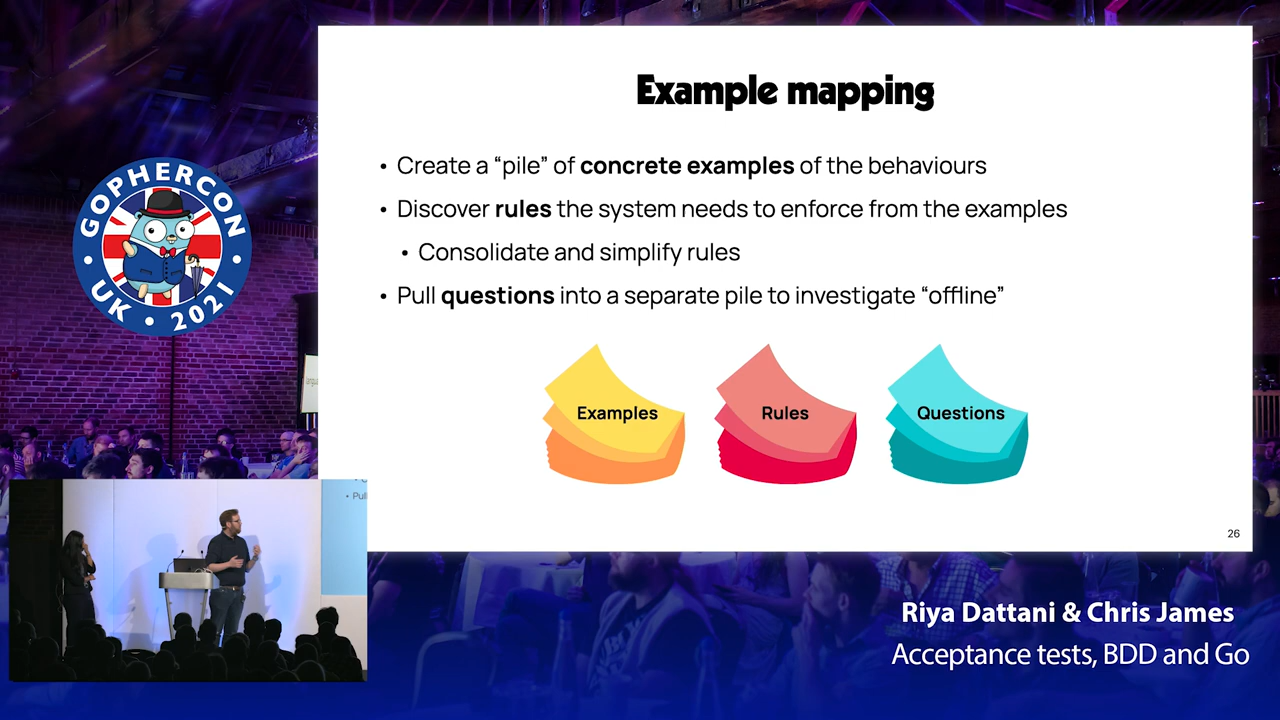 Example mapping
• Create a “pile” of concrete examples of the behaviours
• Discover rules the system needs to enforce from the examples
• Consolidate and simplify rules
• Pull questions into a separate pile to investigate “offline”
Examples
Rules
Questions
26
GOPHERCON
• UK • 2021 •
• Pull
Riya Dattani & Chris James
Acceptance tests, BDD and Go